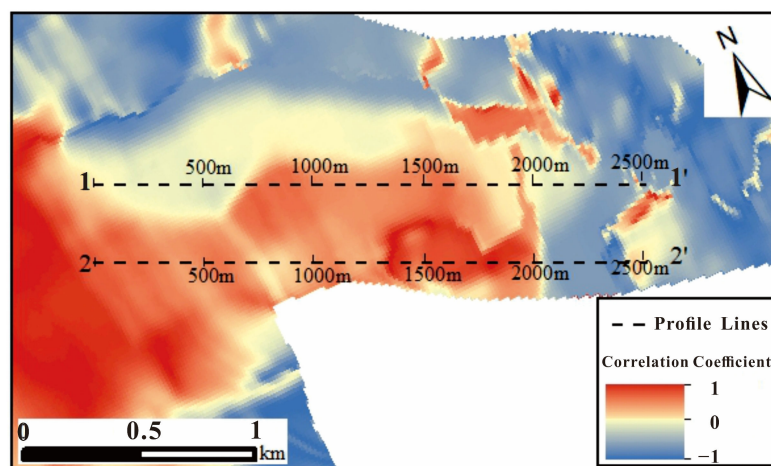 N
500m 1000m 1500m 2000m 2500m
1 1'
2 2'
500m 1000m 1500m 2000m 2500m
Profile Lines
Correlation Coefficient
1
0
−1
0 0.5 1
km